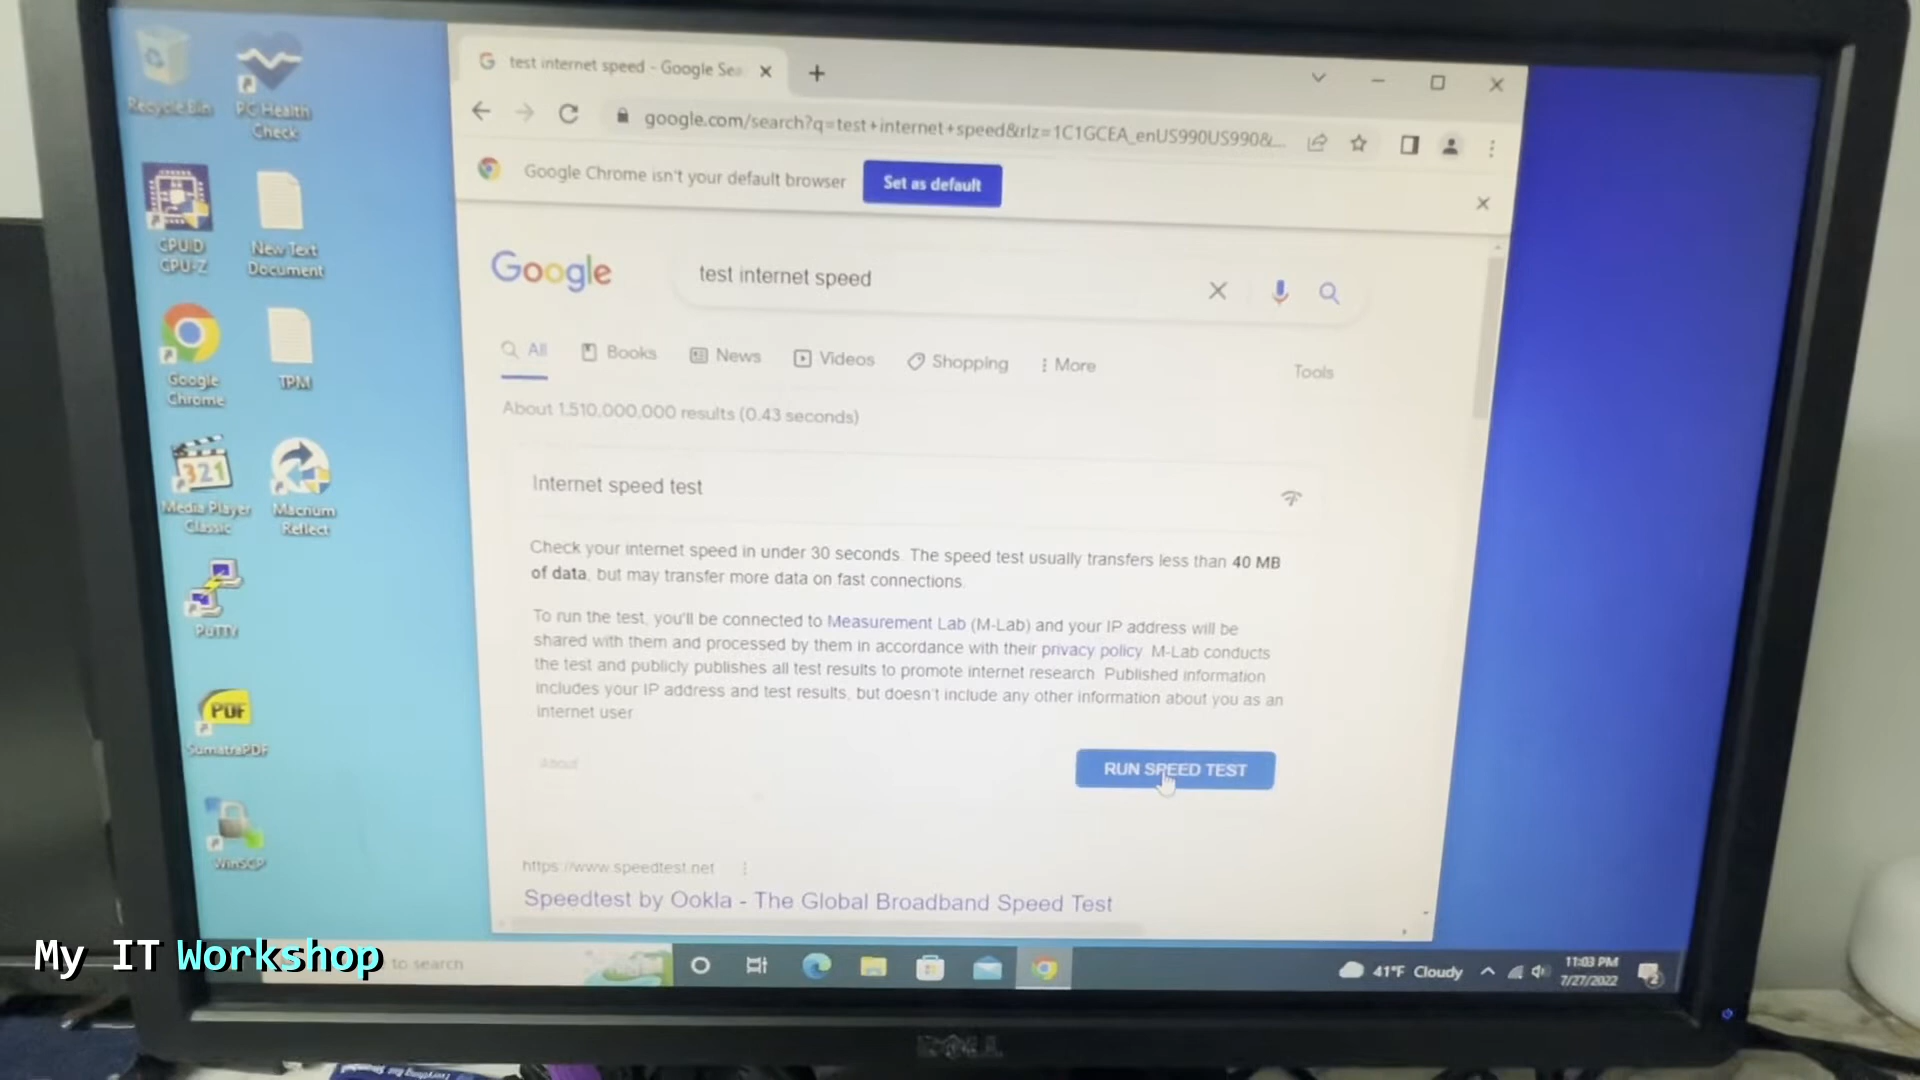 Recycle Bin
PC Health
Check
CPUID
CPU-Z
New Text
Document
Google
Chrome
TPM
321
Media Player
Classic
Macrium
Reflect
PuTTY
PDF
SumatraPDF
WinSCP
test internet speed - Google Sea
google.com/search?q=test+internet+speed&rlz=1C1GCEA_enUS990US990&...
Google Chrome isn't your default browser
Set as default
Google
test internet speed
All
Books
News
Videos
Shopping
More
Tools
About 1,510,000,000 results (0.43 seconds)
Internet speed test
Check your internet speed in under 30 seconds. The speed test usually transfers less than 40 MB
of data, but may transfer more data on fast connections.
To run the test, you'll be connected to Measurement Lab (M-Lab) and your IP address will be
shared with them and processed by them in accordance with their privacy policy. M-Lab conducts
the test and publicly publishes all test results to promote internet research. Published information
includes your IP address and test results, but doesn't include any other information about you as an
internet user
About
RUN SPEED TEST
https://www.speedtest.net
Speedtest by Ookla - The Global Broadband Speed Test
My IT Workshop
to search
41°F Cloudy
11:03 PM
7/27/2022
2
DELL